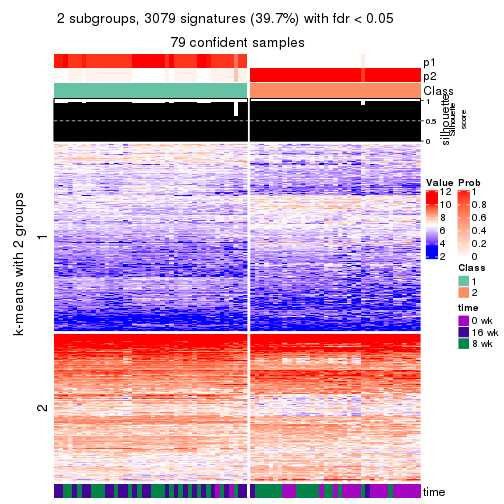 2 subgroups, 3079 signatures (39.7%) with fdr < 0.05
79 confident samples
p1
p2
Class
silhouette
Silhouette score
1
0.5
0
k-means with 2 groups
1
2
time
Value
12
10
8
6
4
2
Prob
1
0.8
0.6
0.4
0.2
0
Class
1
2
time
0 wk
16 wk
8 wk